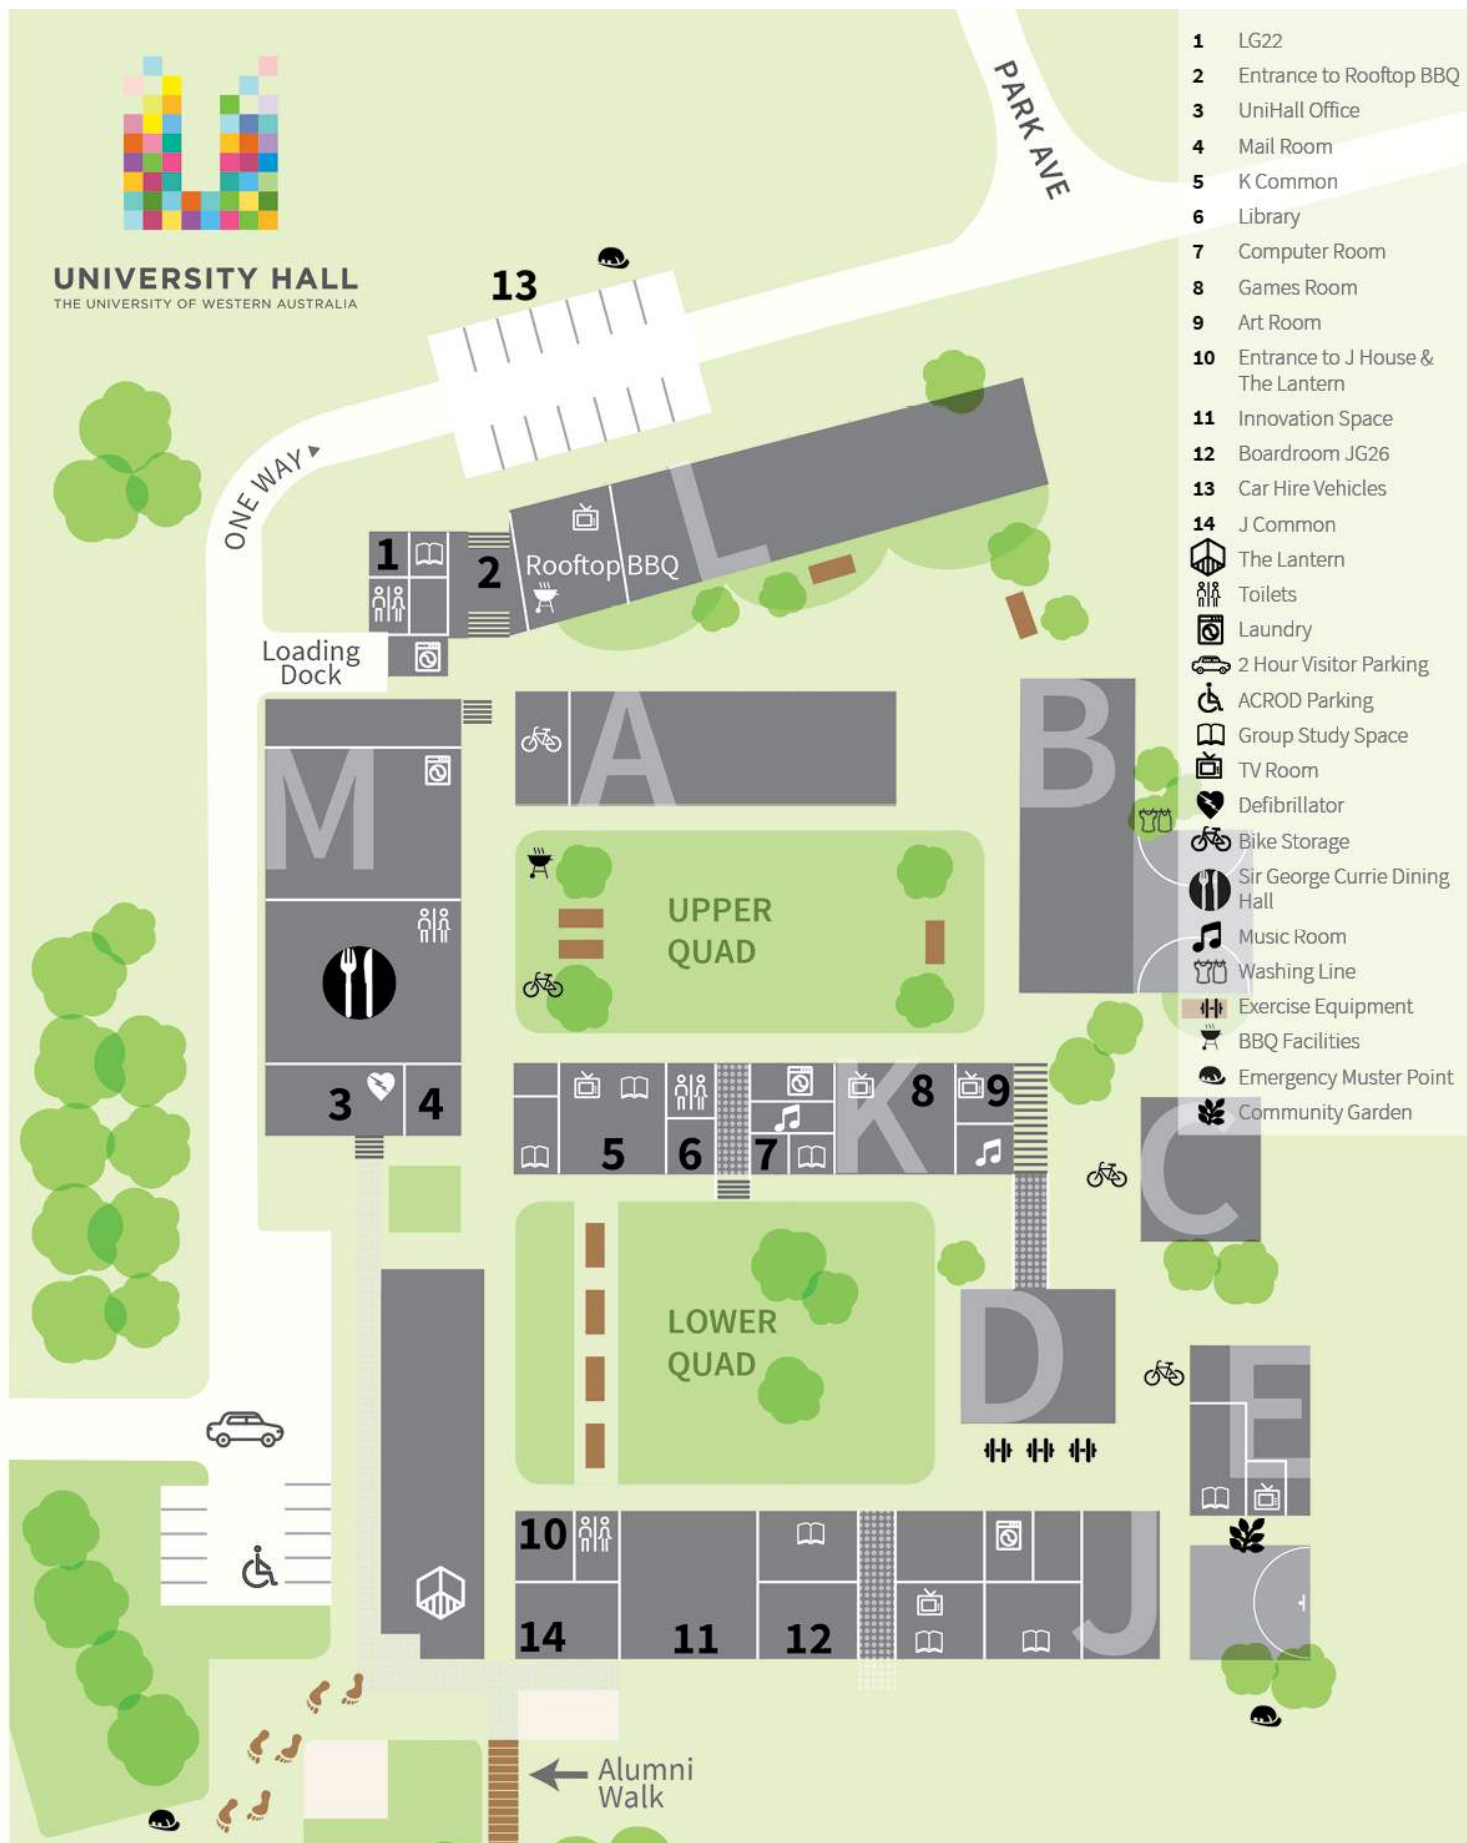 UNIVERSITY HALL
THE UNIVERSITY OF WESTERN AUSTRALIA
PARK AVE
13
ONE WAY
1
2
Rooftop BBQ
L
Loading
Dock
A
B
M
UPPER
QUAD
3
4
5
6
7
K
8
9
C
LOWER
QUAD
D
E
10
14
11
12
J
Alumni
Walk
1 LG22
2 Entrance to Rooftop BBQ
3 UniHall Office
4 Mail Room
5 K Common
6 Library
7 Computer Room
8 Games Room
9 Art Room
10 Entrance to J House &
The Lantern
11 Innovation Space
12 Boardroom JG26
13 Car Hire Vehicles
14 J Common
The Lantern
Toilets
Laundry
2 Hour Visitor Parking
ACROD Parking
Group Study Space
TV Room
Defibrillator
Bike Storage
Sir George Currie Dining
Hall
Music Room
Washing Line
Exercise Equipment
BBQ Facilities
Emergency Muster Point
Community Garden